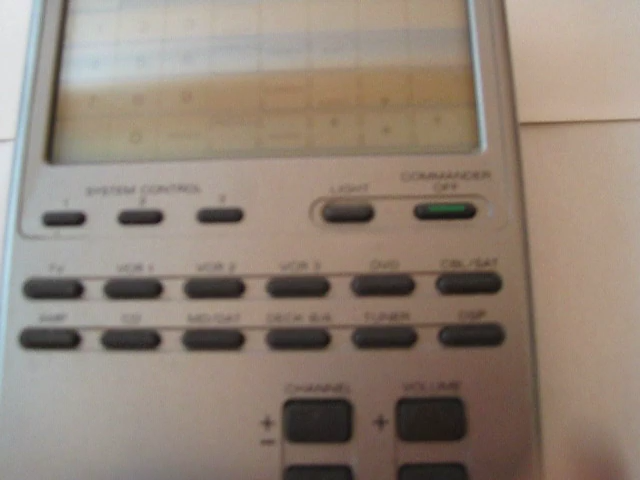 SYSTEM CONTROL
1 2 3
LIGHT
COMMANDER
OFF
TV VCR 1 VCR 2 VCR 3 DVD CBL/SAT
AMP CD MD/DAT DECK B/A TUNER DSP
CHANNEL VOLUME
+ +
−